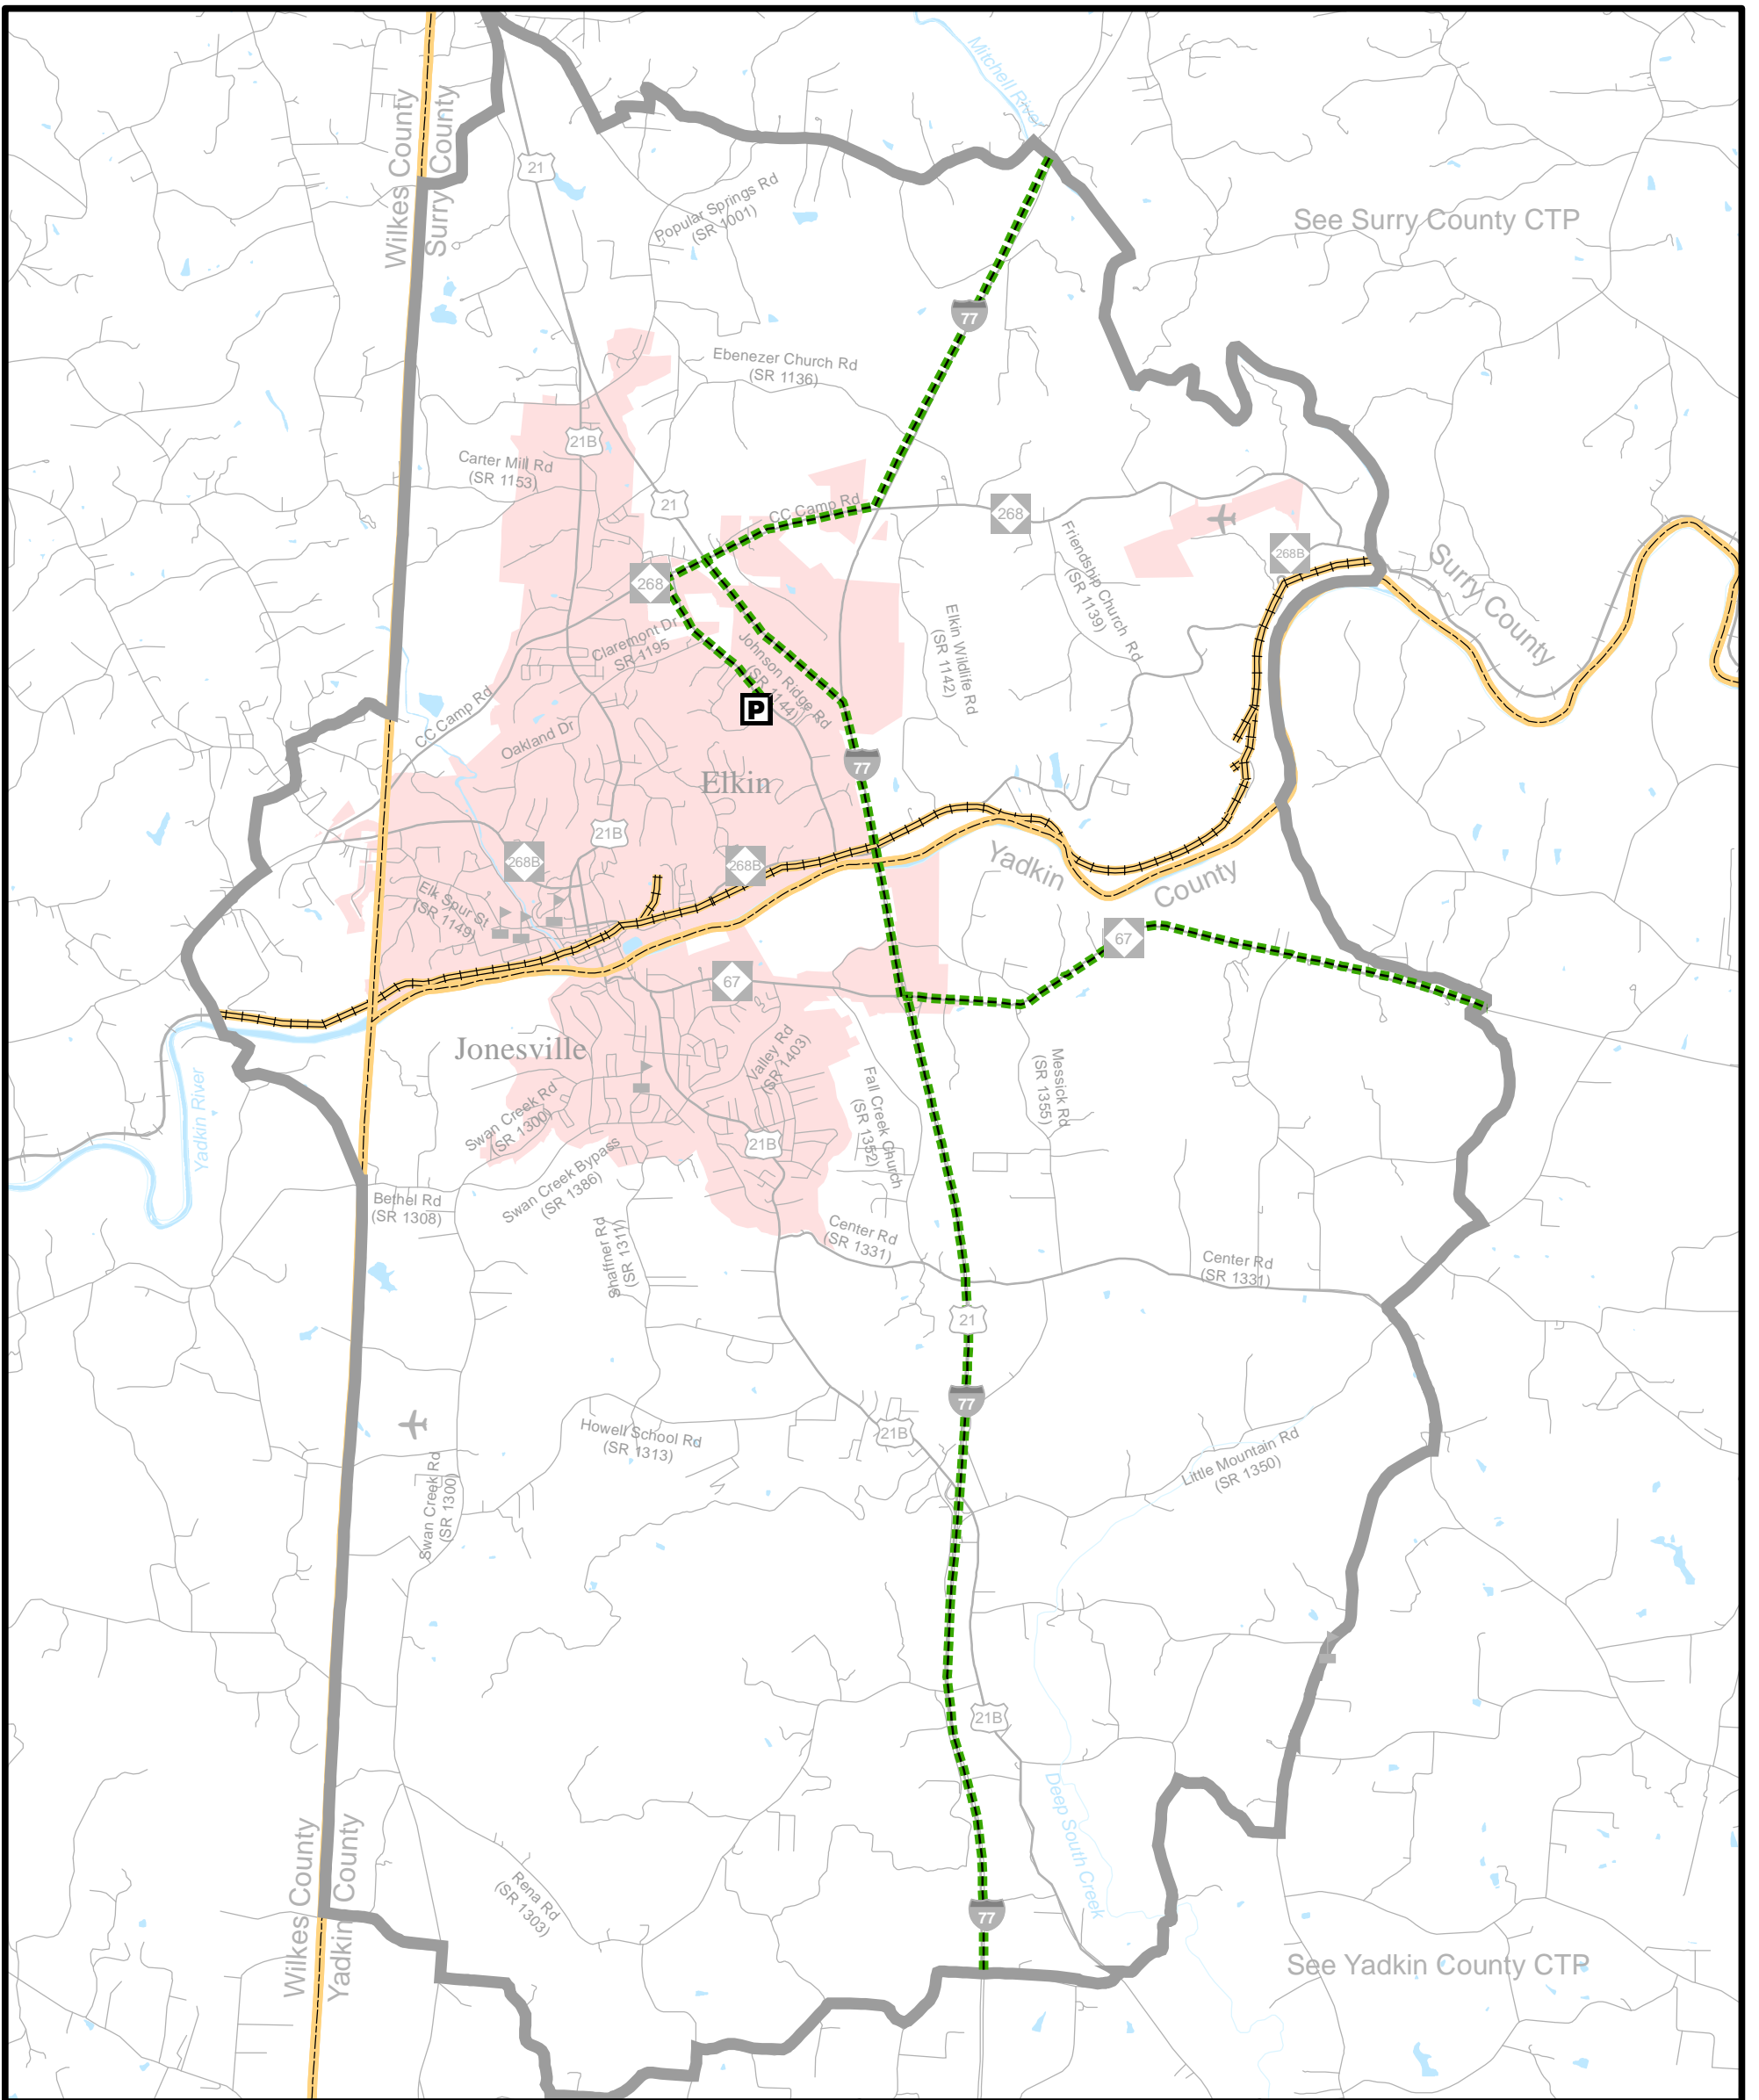 Mitchell River
Wilkes County
Surry County
21
Popular Springs Rd
(SR 1001)
See Surry County CTP
77
Ebenezer Church Rd
(SR 1136)
21B
Carter Mill Rd
(SR 1153)
21
CC Camp Rd
268
Friendship Church Rd
(SR 1139)
268B
Surry County
268
Claremont Dr
SR 1195
Johnson Ridge Rd
(SR 1144)
Elkin Wildlife Rd
(SR 1142)
P
CC Camp Rd
Oakland Dr
77
Elkin
21B
268B
268B
Yadkin County
Elk Spur St
(SR 1149)
67
67
Jonesville
Valley Rd
(SR 1403)
Yadkin River
Swan Creek Rd
(SR 1300)
Fall Creek Church
(SR 1352)
Messick Rd
(SR 1355)
21B
Swan Creek Bypass
(SR 1386)
Bethel Rd
(SR 1308)
Shaffner Rd
(SR 1311)
Center Rd
(SR 1331)
Center Rd
(SR 1331)
21
77
21B
Howell School Rd
(SR 1313)
Little Mountain Rd
(SR 1350)
Swan Creek Rd
(SR 1300)
21B
Deep South Creek
Wilkes County
Yadkin County
Rena Rd
(SR 1303)
77
See Yadkin County CTP